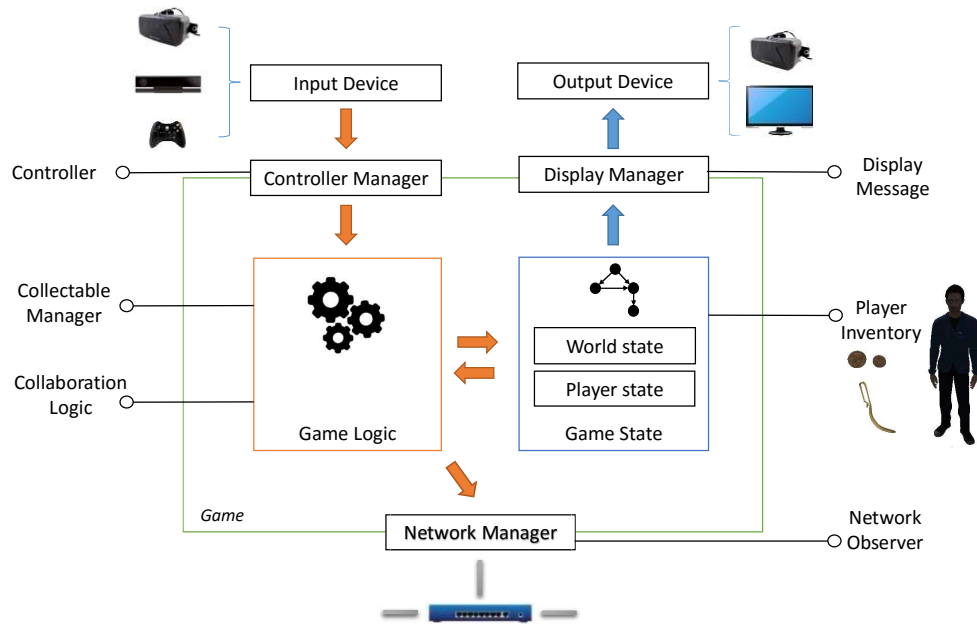 Input Device
Output Device
Controller
Controller Manager
Display Manager
Display
Message
Collectable
Manager
Collaboration
Logic
Game Logic
World state
Player state
Game State
Player
Inventory
Game
Network Manager
Network
Observer